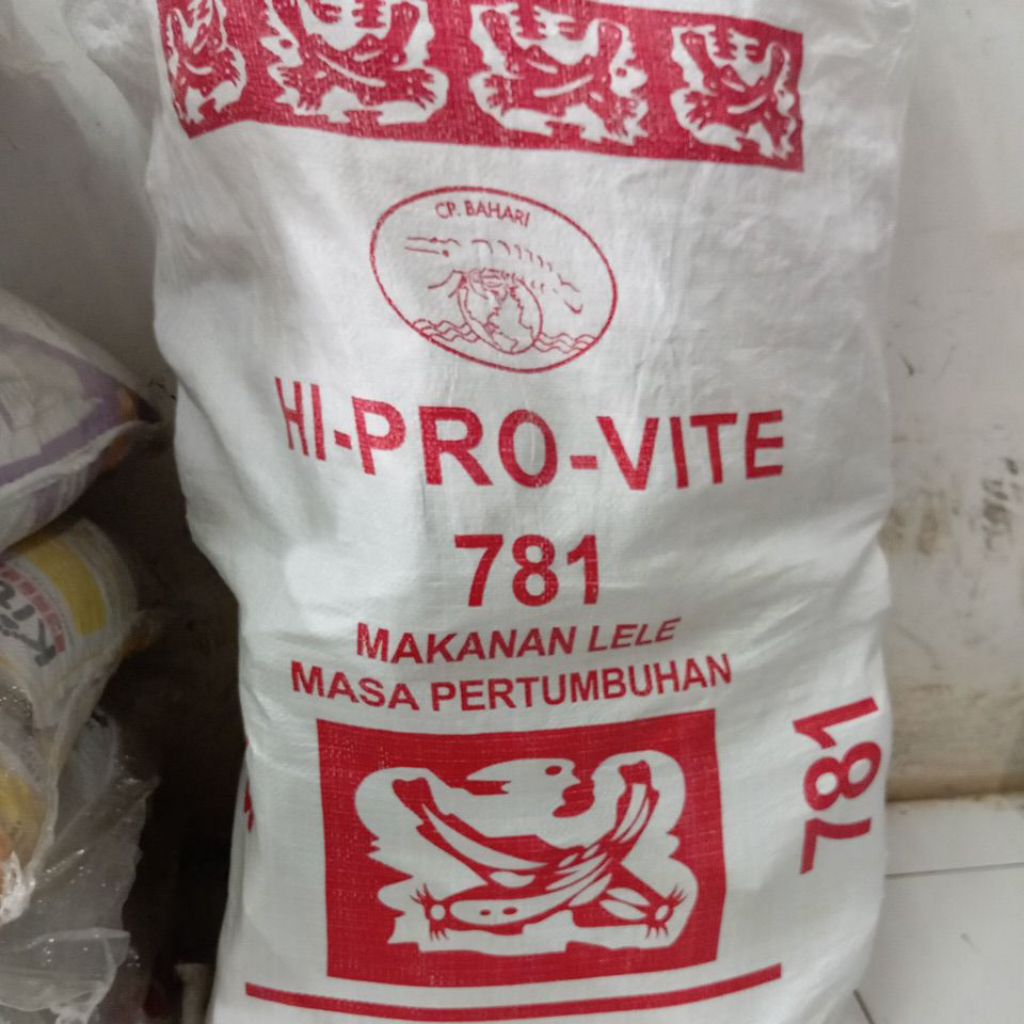 CP. BAHARI
HI-PRO-VITE
781
MAKANAN LELE
MASA PERTUMBUHAN
781